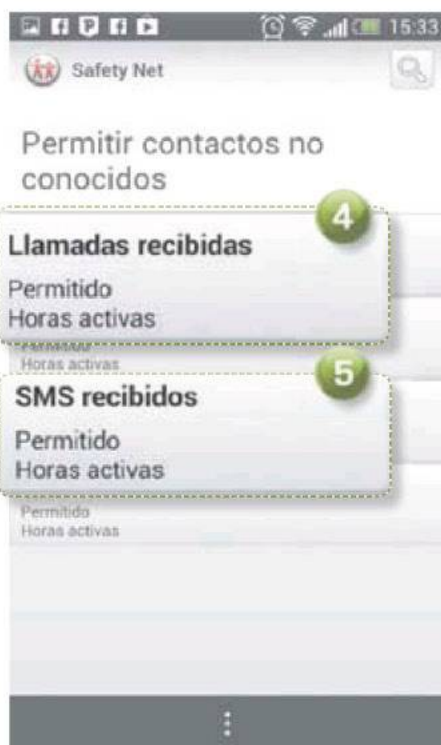 15:33
Safety Net
Permitir contactos no
conocidos
4
Llamadas recibidas
Permitido
Horas activas
Horas activas
5
SMS recibidos
Permitido
Horas activas
Permitido
Horas activas